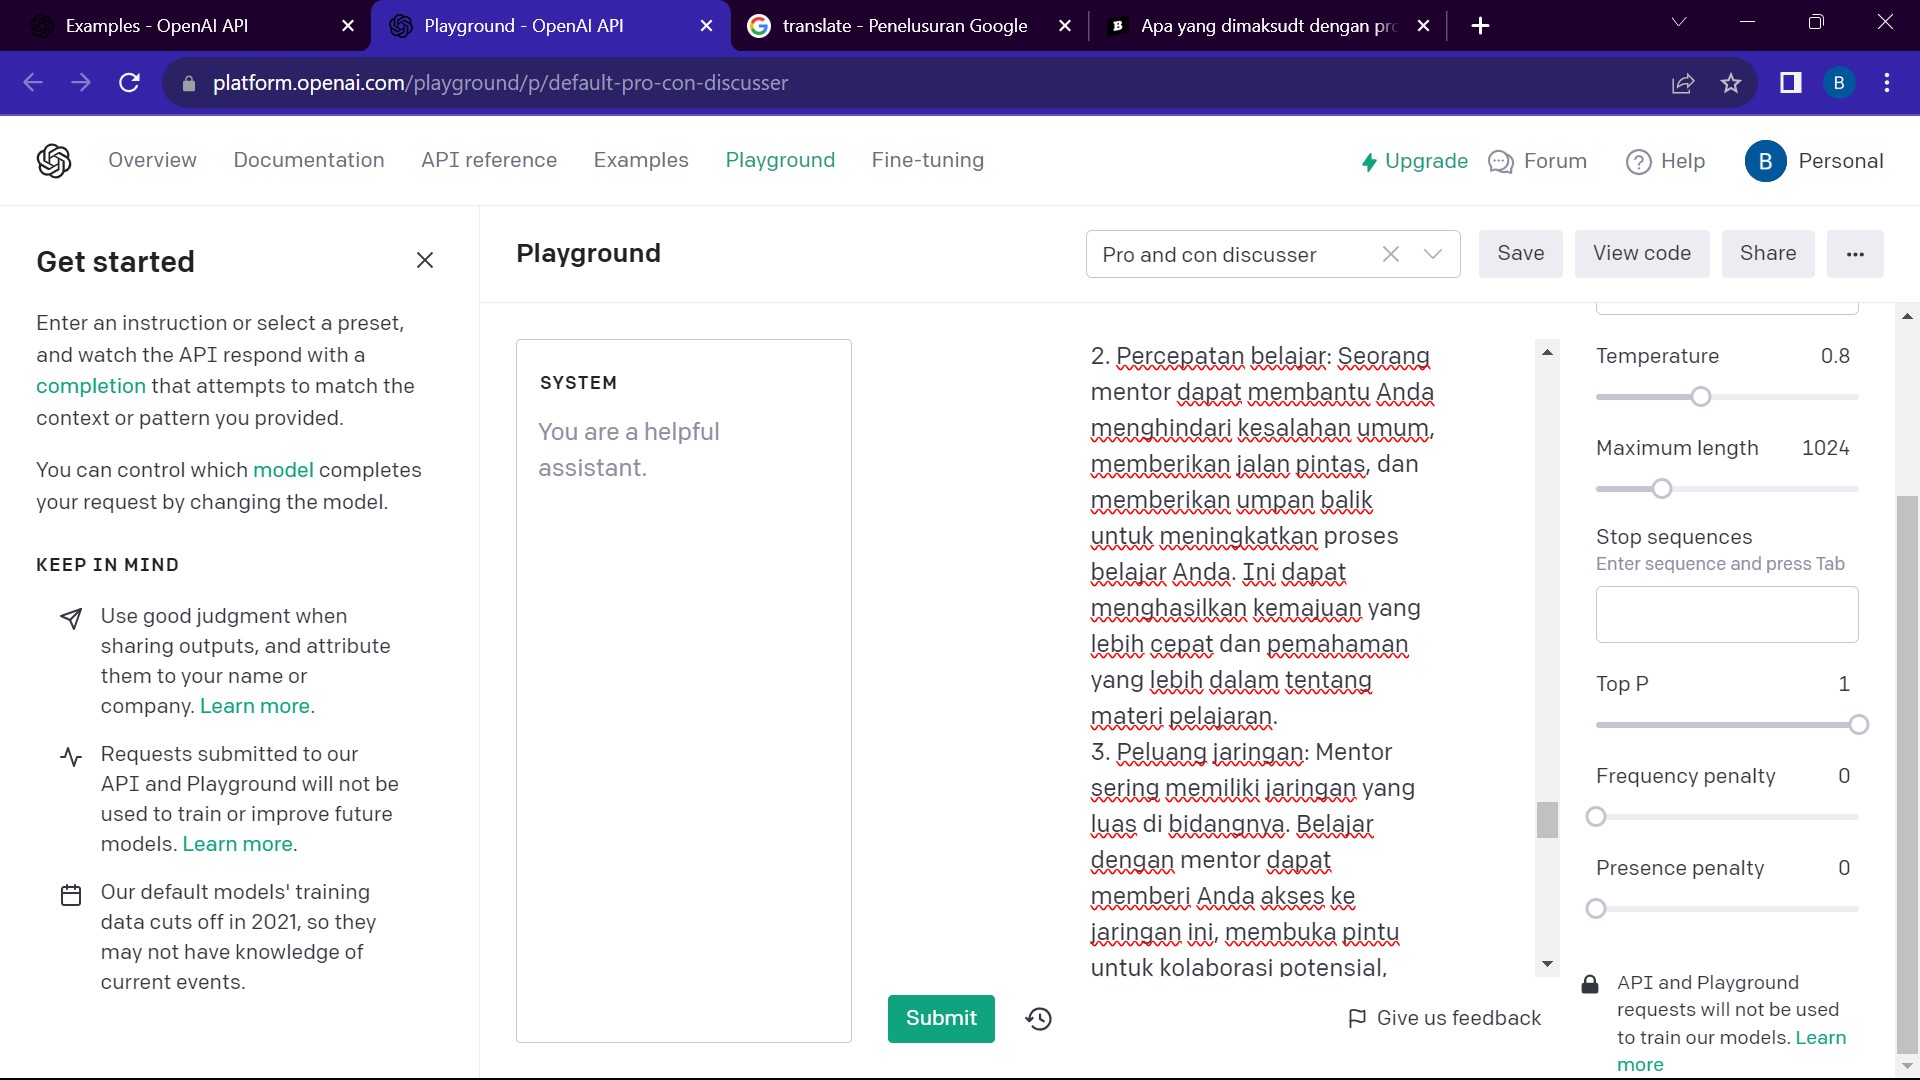 Examples - OpenAI API
Playground - OpenAI API
translate - Penelusuran Google
Apa yang dimaksudt dengan pro
platform.openai.com/playground/p/default-pro-con-discusser
B
Overview
Documentation
API reference
Examples
Playground
Fine-tuning
Upgrade
Forum
Help
B
Personal
Get started
Enter an instruction or select a preset,
and watch the API respond with a
completion that attempts to match the
context or pattern you provided.
You can control which model completes
your request by changing the model.
KEEP IN MIND
Use good judgment when
sharing outputs, and attribute
them to your name or
company. Learn more.
Requests submitted to our
API and Playground will not be
used to train or improve future
models. Learn more.
Our default models' training
data cuts off in 2021, so they
may not have knowledge of
current events.
Playground
Pro and con discusser
Save
View code
Share
SYSTEM
You are a helpful
assistant.
2. Percepatan belajar: Seorang
mentor dapat membantu Anda
menghindari kesalahan umum,
memberikan jalan pintas, dan
memberikan umpan balik
untuk meningkatkan proses
belajar Anda. Ini dapat
menghasilkan kemajuan yang
lebih cepat dan pemahaman
yang lebih dalam tentang
materi pelajaran.
3. Peluang jaringan: Mentor
sering memiliki jaringan yang
luas di bidangnya. Belajar
dengan mentor dapat
memberi Anda akses ke
jaringan ini, membuka pintu
untuk kolaborasi potensial,
Submit
Give us feedback
Temperature 0.8
Maximum length 1024
Stop sequences
Enter sequence and press Tab
Top P 1
Frequency penalty 0
Presence penalty 0
API and Playground
requests will not be used
to train our models. Learn
more